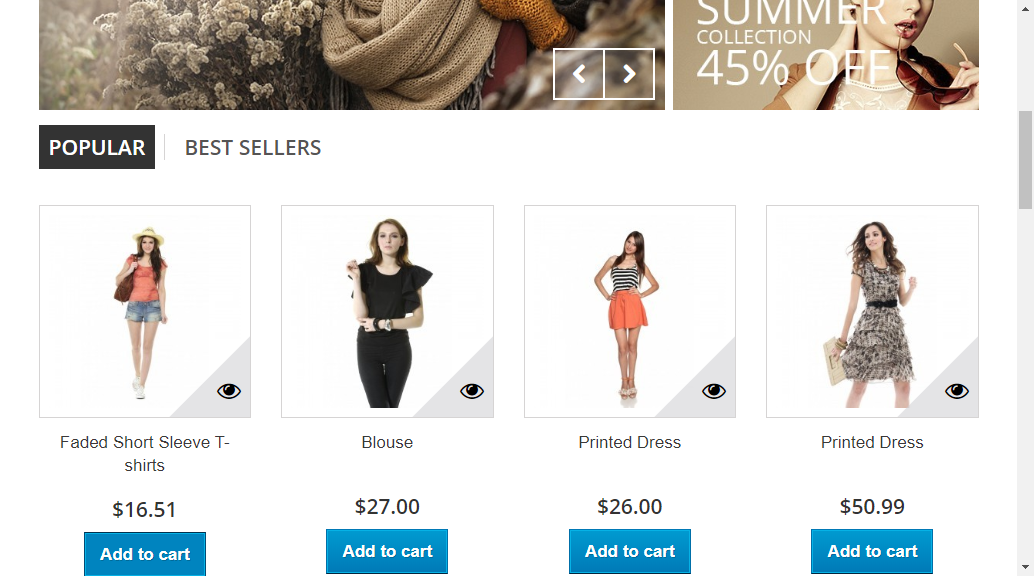 SUMMER
COLLECTION
45% OFF
POPULAR
BEST SELLERS
Faded Short Sleeve T-
shirts
Blouse
Printed Dress
Printed Dress
$16.51
$27.00
$26.00
$50.99
Add to cart
Add to cart
Add to cart
Add to cart